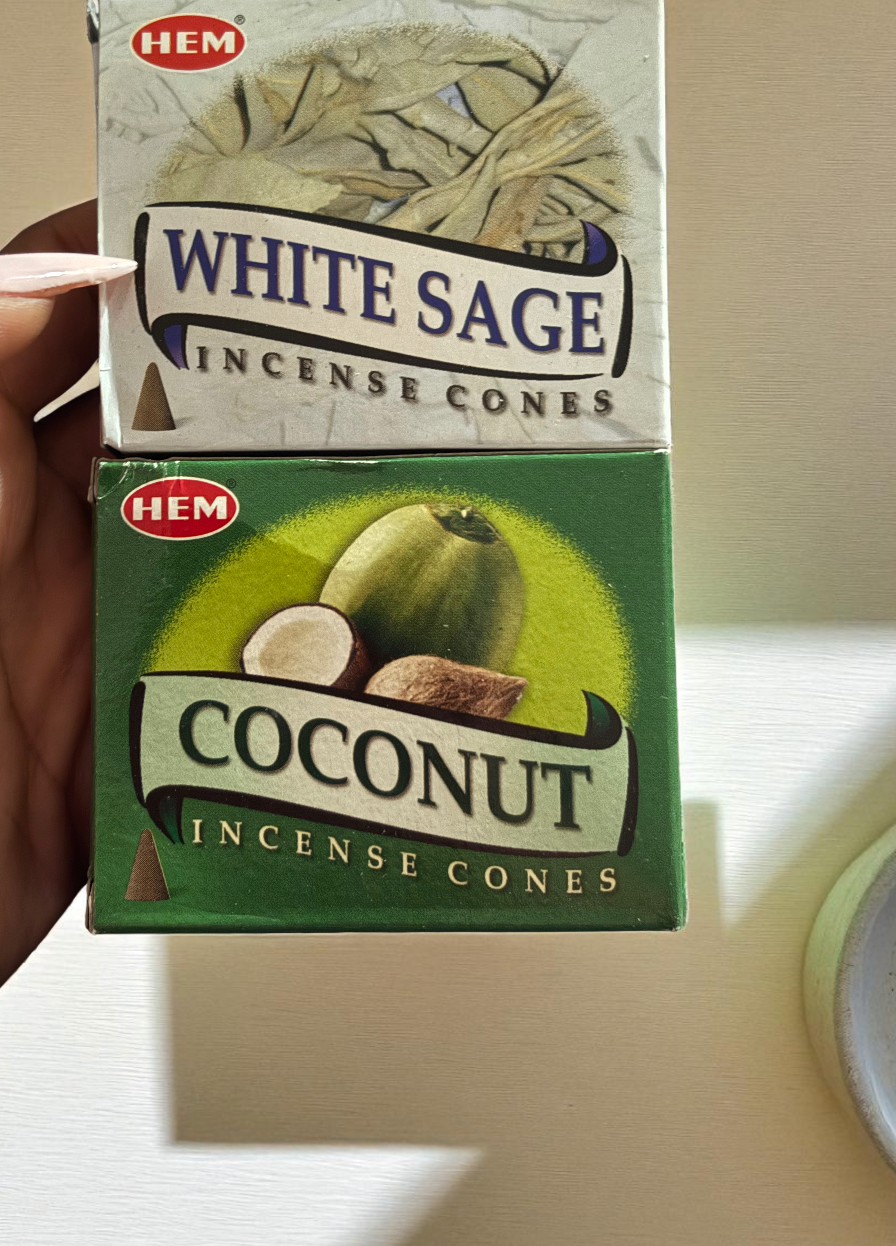 HEM®
WHITE SAGE
INCENSE CONES
HEM®
COCONUT
INCENSE CONES